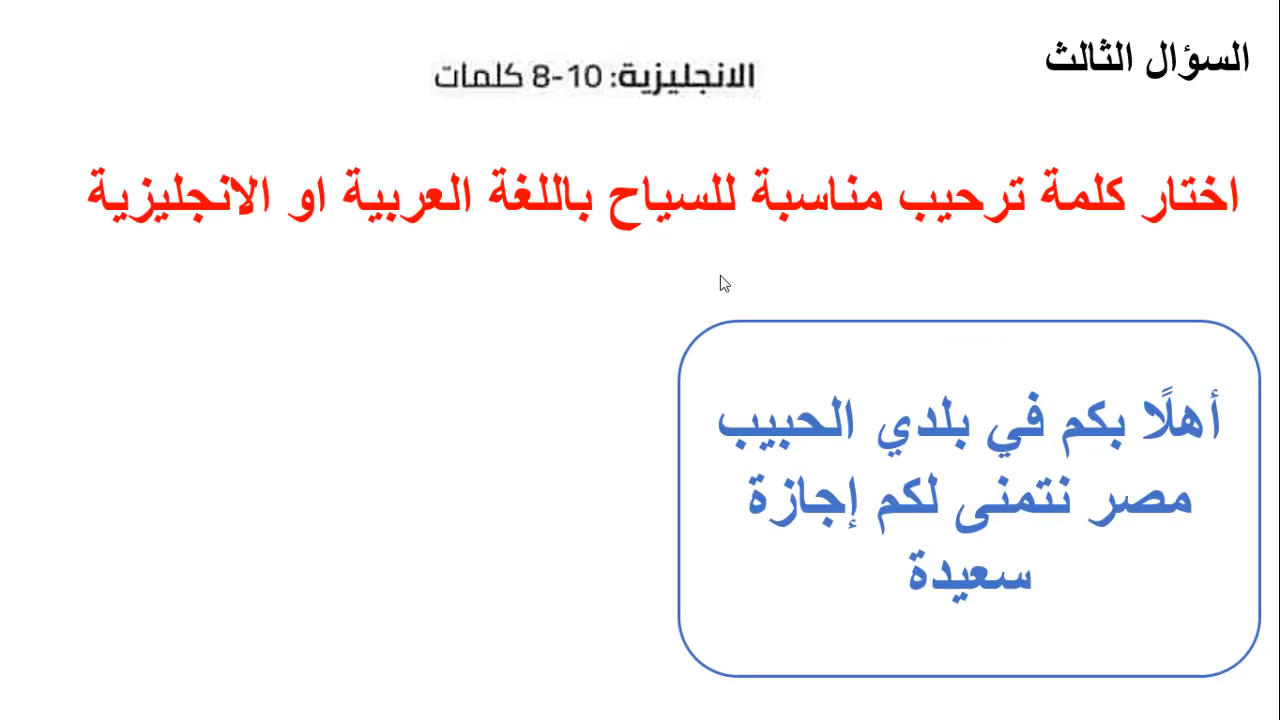 السؤال الثالث
الانجليزية: 10-8 كلمات
اختار كلمة ترحيب مناسبة للسياح باللغة العربية او الانجليزية
أهلًا بكم في بلدي الحبيب
مصر نتمنى لكم إجازة
سعيدة